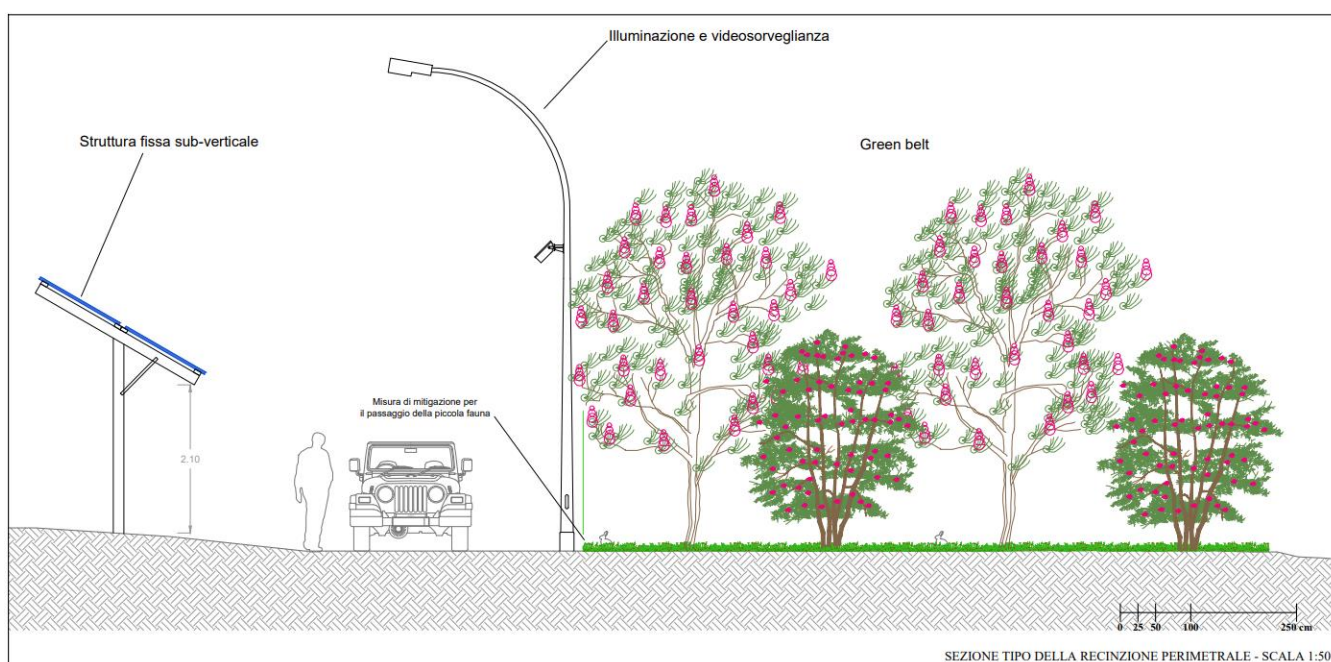 Illuminazione e videosorveglianza
Struttura fissa sub-verticale
Green belt
Misura di mitigazione per
il passaggio della piccola fauna
2.10
0 25 50 100 250 cm
SEZIONE TIPO DELLA RECINZIONE PERIMETRALE - SCALA 1:50